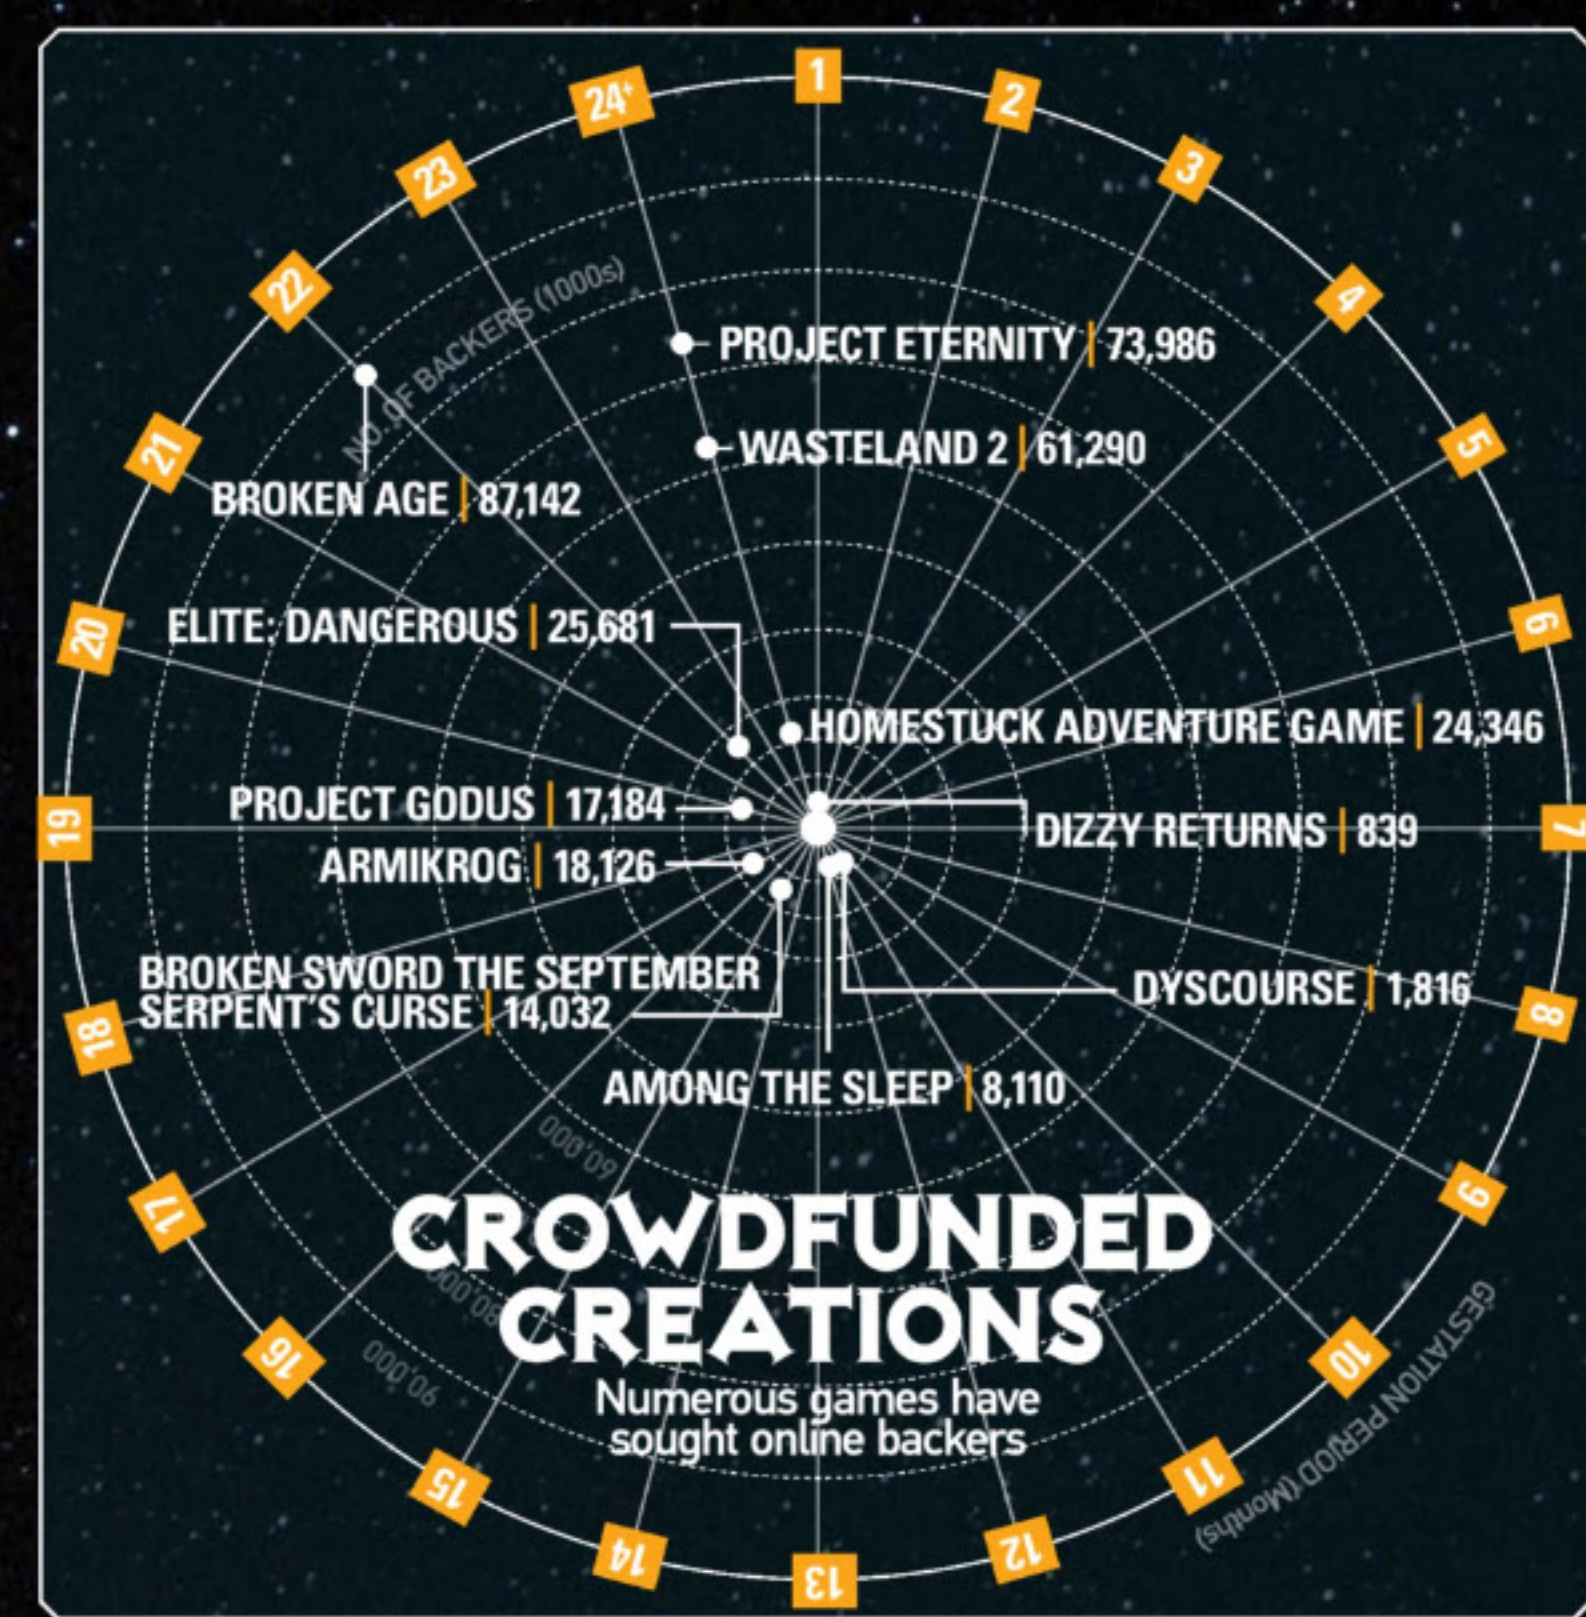 1
2
3
4
5
6
7
8
9
10
11
12
13
14
15
16
17
18
19
20
21
22
23
24+
NO. OF BACKERS (1000s)
PROJECT ETERNITY | 73,986
WASTELAND 2 | 61,290
BROKEN AGE | 87,142
ELITE: DANGEROUS | 25,681
HOMESTUCK ADVENTURE GAME | 24,346
PROJECT GODUS | 17,184
DIZZY RETURNS | 839
ARMIKROG | 18,126
BROKEN SWORD THE SEPTEMBER
SERPENT'S CURSE | 14,032
DYSCOURSE | 1,816
AMONG THE SLEEP | 8,110
60,000
80,000
90,000
GESTATION PERIOD (Months)
CROWDFUNDED
CREATIONS
Numerous games have
sought online backers